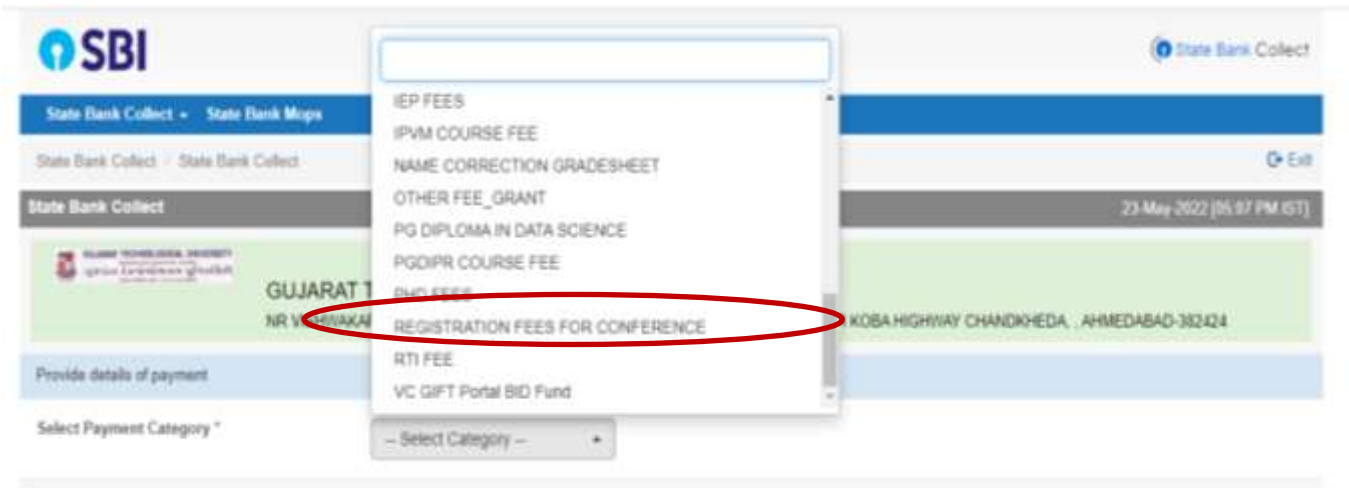 SBI
State Bank Collect
State Bank Collect State Bank Mops
State Bank Collect / State Bank Collect
Exit
State Bank Collect
23-May-2022 [05:07 PM IST]
GUJARAT T
NR VISHWAKAR
KOBA HIGHWAY CHANDKHEDA, . AHMEDABAD-382424
Provide details of payment
Select Payment Category *
-- Select Category --
IEP FEES
IPVM COURSE FEE
NAME CORRECTION GRADESHEET
OTHER FEE_GRANT
PG DIPLOMA IN DATA SCIENCE
PGDIPR COURSE FEE
PHD FEES
REGISTRATION FEES FOR CONFERENCE
RTI FEE
VC GIFT Portal BID Fund